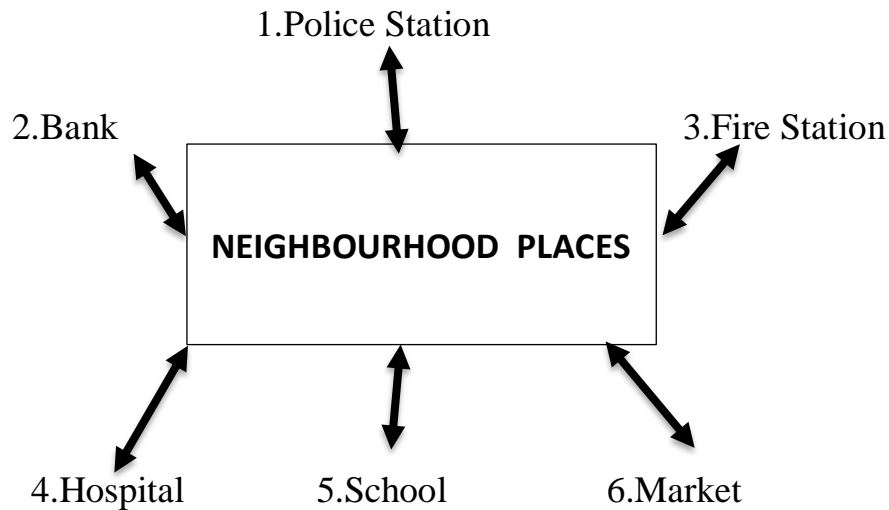 1.Police Station
2.Bank
3.Fire Station
NEIGHBOURHOOD PLACES
4.Hospital
5.School
6.Market